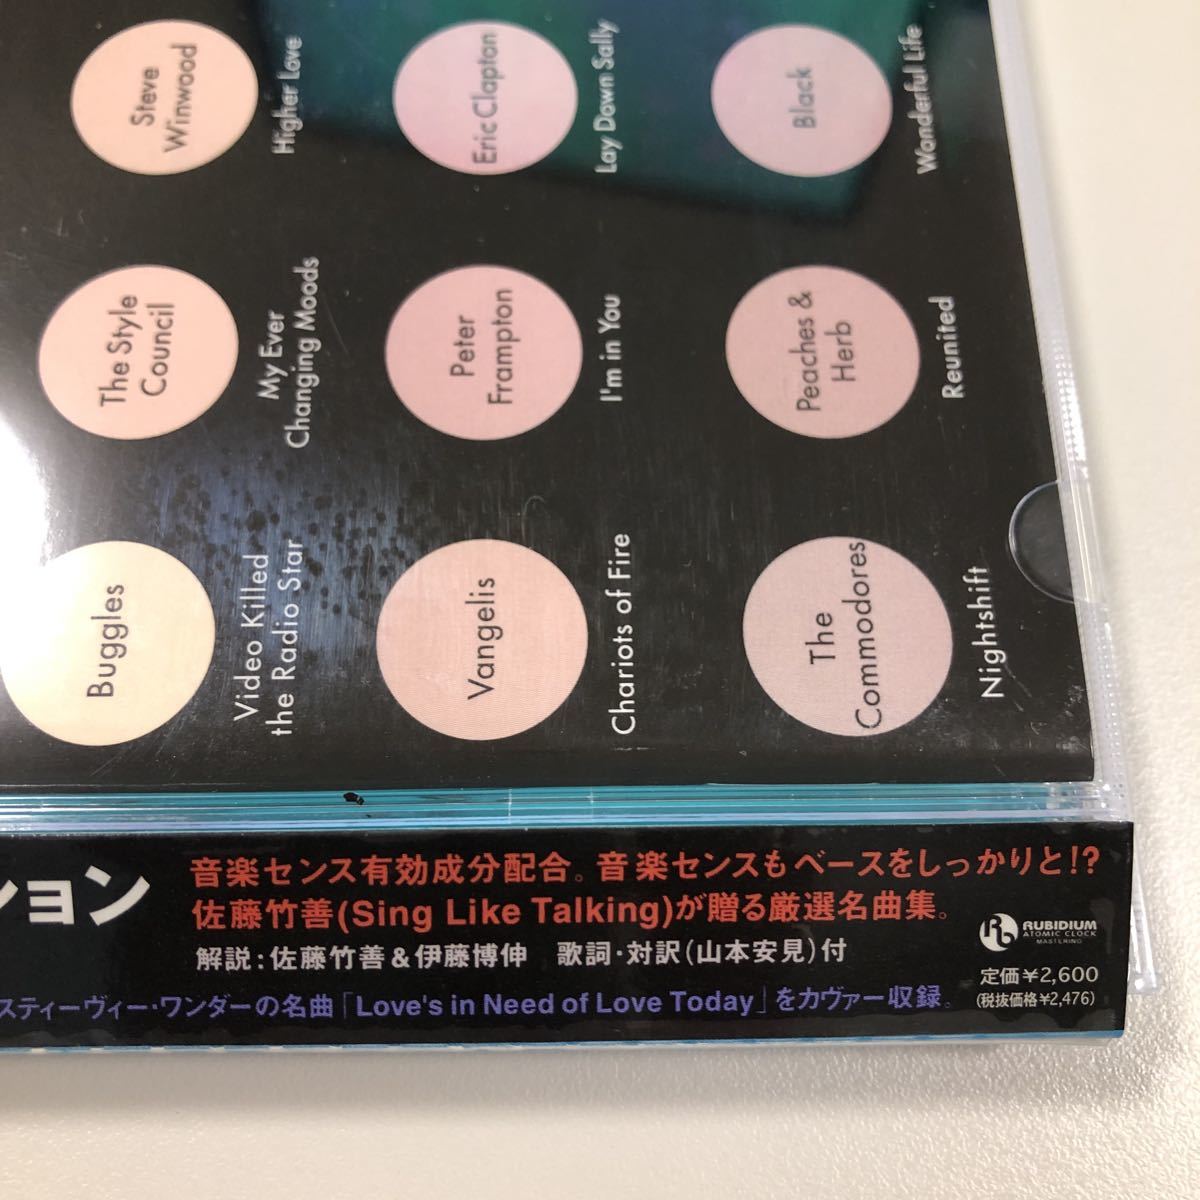 Steve
Winwood
Higher Love
Eric Clapton
Lay Down Sally
Black
Wonderful Life
The Style
Council
My Ever
Changing Moods
Peter
Frampton
I'm in You
Peaches &
Herb
Reunited
Buggles
Video Killed
the Radio Star
Vangelis
Chariots of Fire
The
Commodores
Nightshift
ション
音楽センス有効成分配合。音楽センスもベースをしっかりと!?
佐藤竹善(Sing Like Talking)が贈る厳選名曲集。
解説:佐藤竹善&伊藤博伸　歌詞・対訳(山本安見)付
スティーヴィー・ワンダーの名曲「Love's in Need of Love Today」をカヴァー収録。
Rb RUBIDIUM
ATOMIC CLOCK
MASTERING
定価¥2,600
(税抜価格¥2,476)